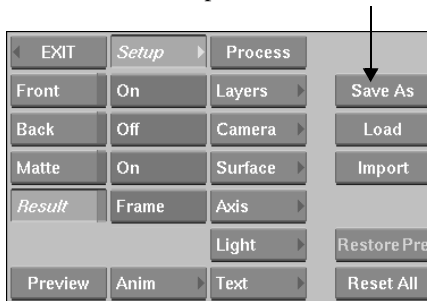 EXIT Setup Process
Front On Layers Save As
Back Off Camera Load
Matte On Surface Import
Result Frame Axis
Light Restore Pre
Preview Anim Text Reset All